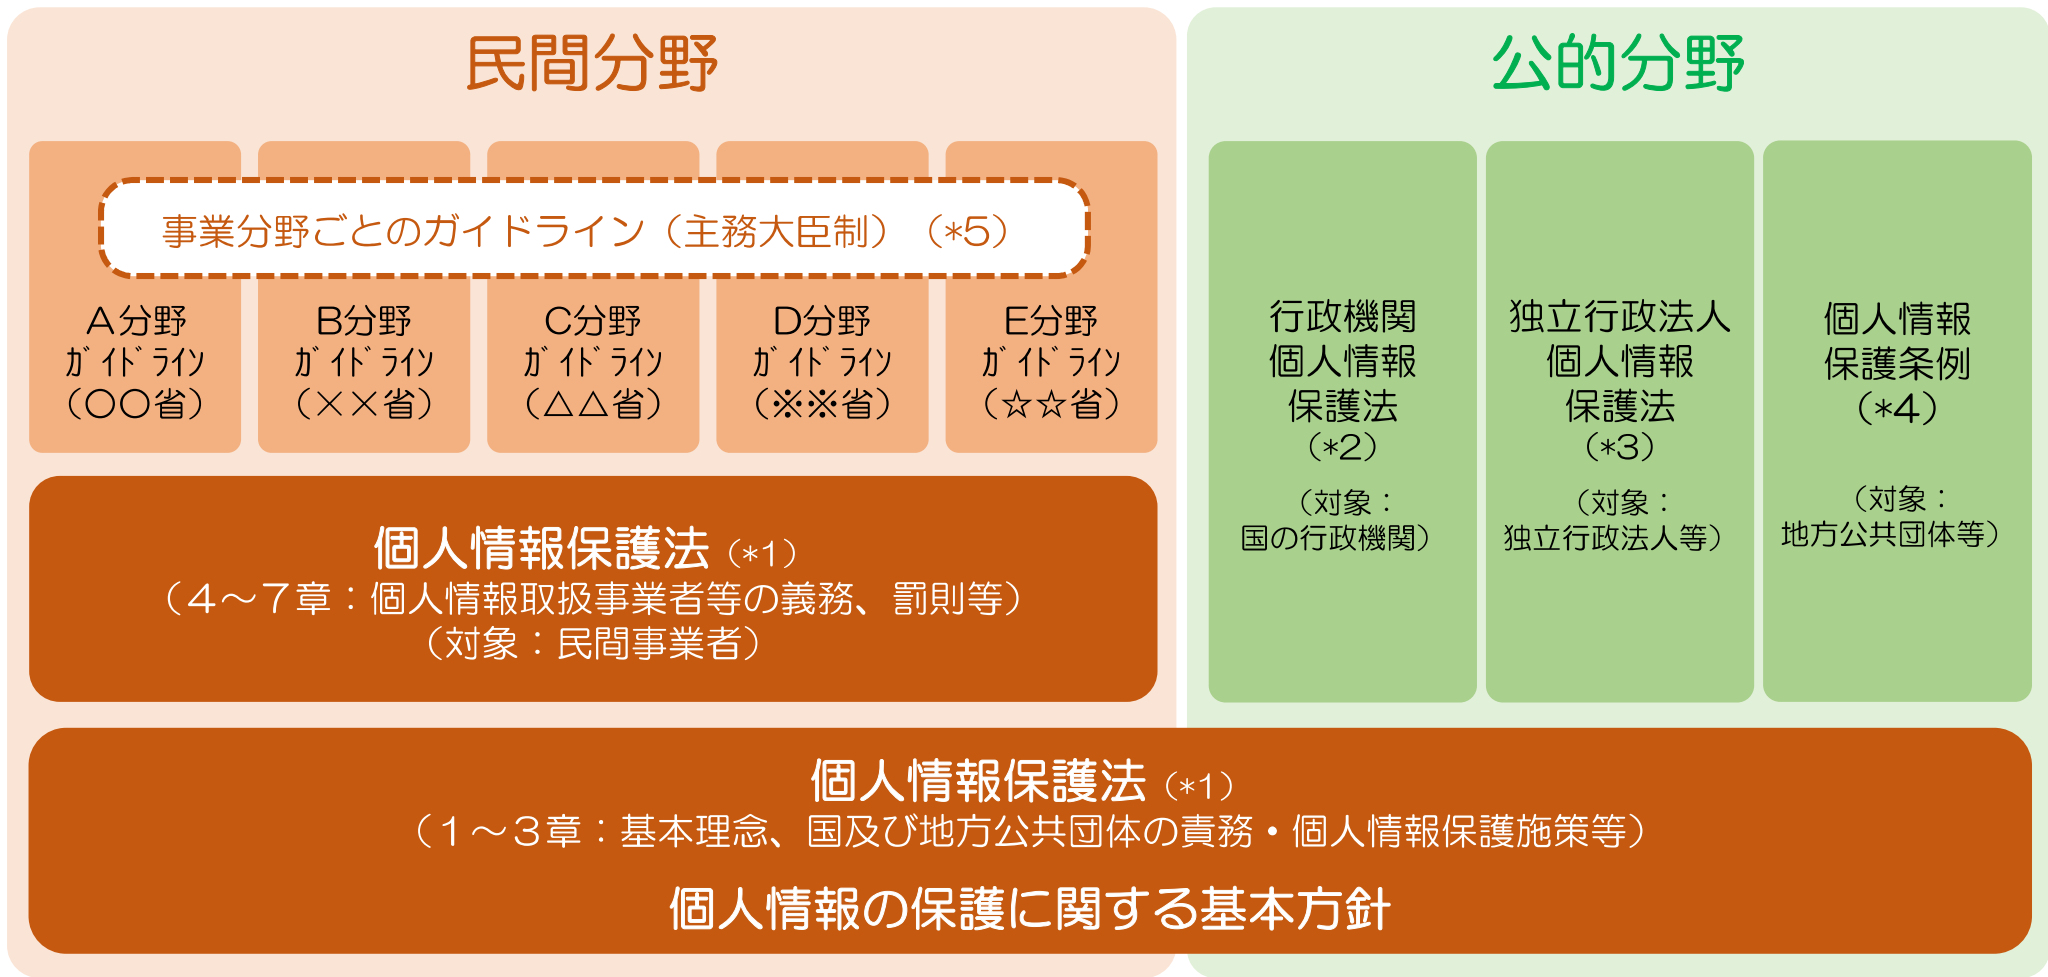 民間分野
事業分野ごとのガイドライン（主務大臣制）（*5）
A分野
ｶﾞｲﾄﾞﾗｲﾝ
（〇〇省）
B分野
ｶﾞｲﾄﾞﾗｲﾝ
（××省）
C分野
ｶﾞｲﾄﾞﾗｲﾝ
（△△省）
D分野
ｶﾞｲﾄﾞﾗｲﾝ
（※※省）
E分野
ｶﾞｲﾄﾞﾗｲﾝ
（☆☆省）
個人情報保護法（*1）
（４～７章：個人情報取扱事業者等の義務、罰則等）
（対象：民間事業者）
公的分野
行政機関
個人情報
保護法
（*2）
（対象：
国の行政機関）
独立行政法人
個人情報
保護法
（*3）
（対象：
独立行政法人等）
個人情報
保護条例
（*4）
（対象：
地方公共団体等）
個人情報保護法（*1）
（１～３章：基本理念、国及び地方公共団体の責務・個人情報保護施策等）
個人情報の保護に関する基本方針